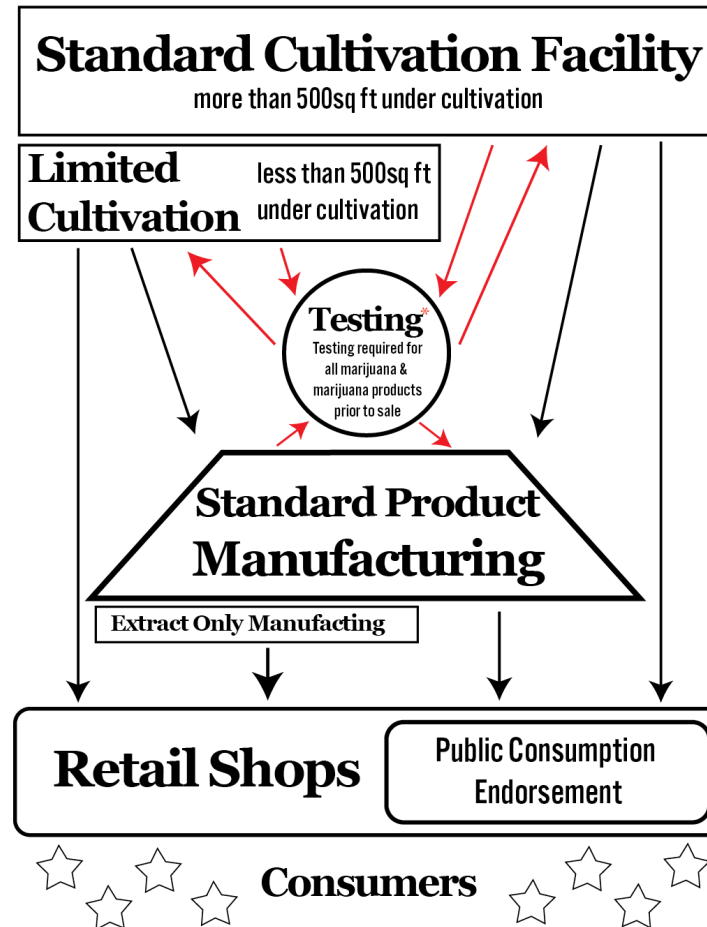 Standard Cultivation Facility
more than 500sq ft under cultivation
Limited
Cultivation
less than 500sq ft
under cultivation
Testing*
Testing required for
all marijuana &
marijuana products
prior to sale
Standard Product
Manufacturing
Extract Only Manufacting
Retail Shops
Public Consumption
Endorsement
Consumers